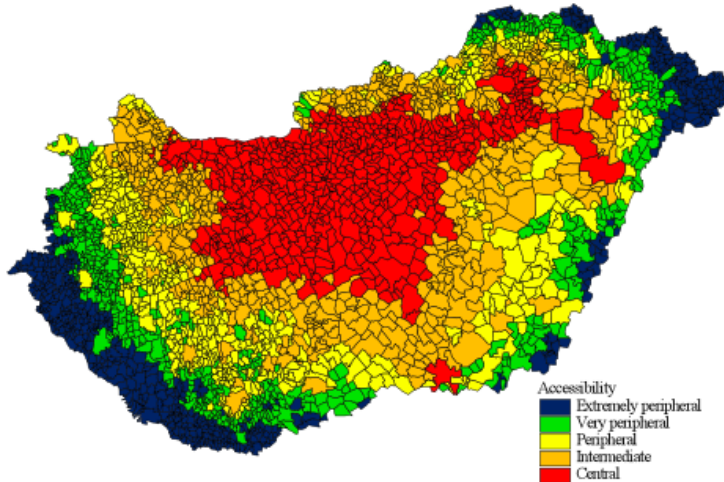 Accessibility
Extremely peripheral
Very peripheral
Peripheral
Intermediate
Central